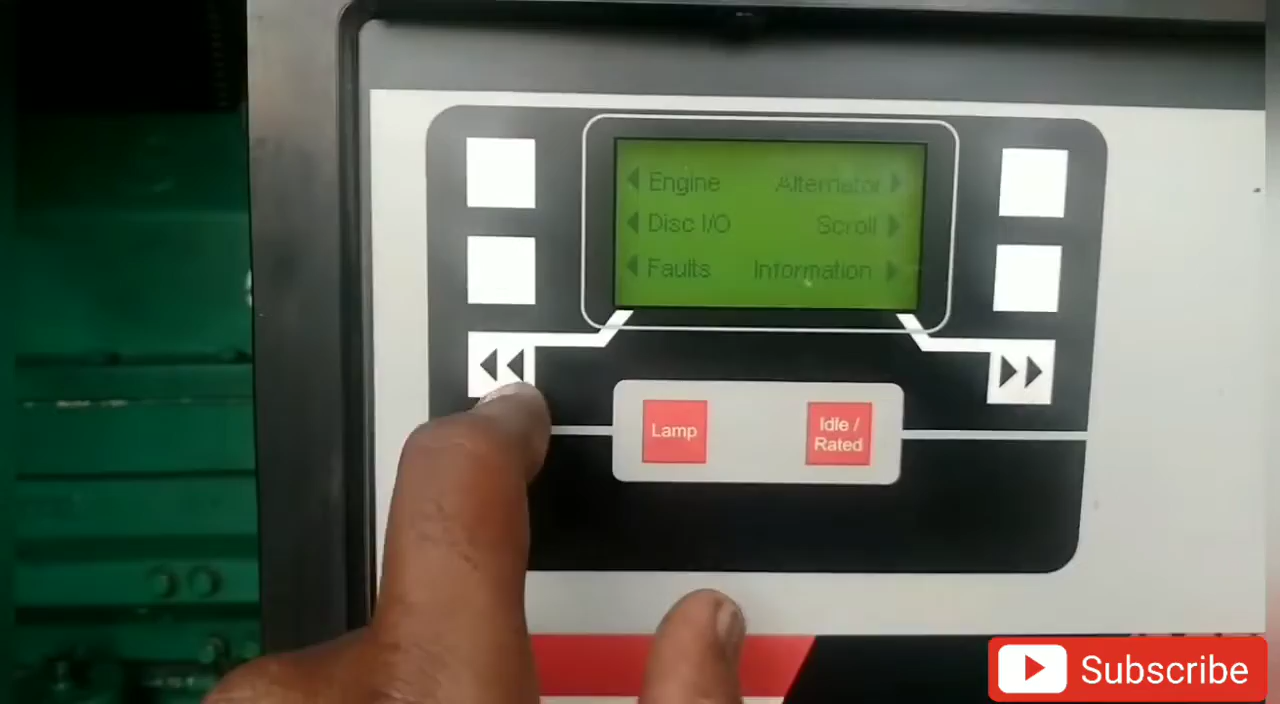 Engine Alternator
Disc I/O Scroll
Faults Information
Lamp
Idle /
Rated
Subscribe